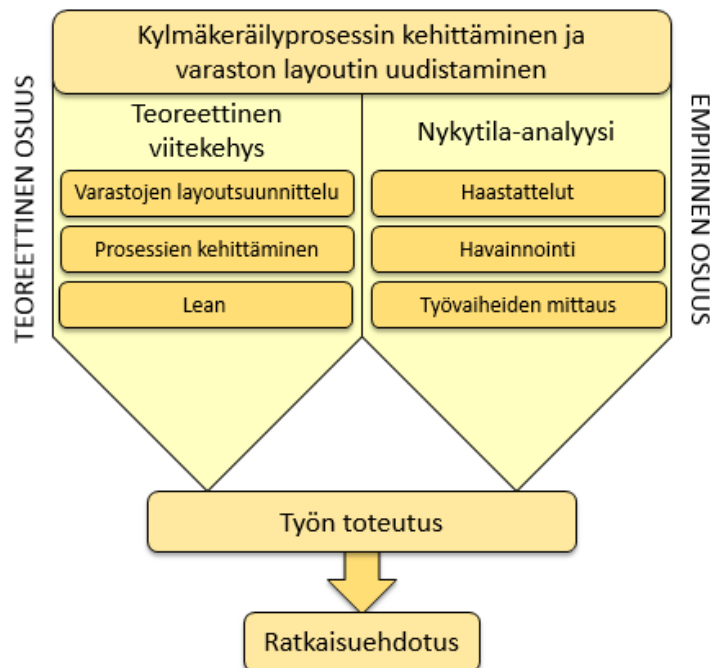 Kylmäkeräilyprosessin kehittäminen ja
varaston layoutin uudistaminen
TEOREETTINEN OSUUS
Teoreettinen
viitekehys
Varastojen layoutsuunnittelu
Prosessien kehittäminen
Lean
Nykytila-analyysi
Haastattelut
Havainnointi
Työvaiheiden mittaus
EMPIIRINEN OSUUS
Työn toteutus
Ratkaisuehdotus